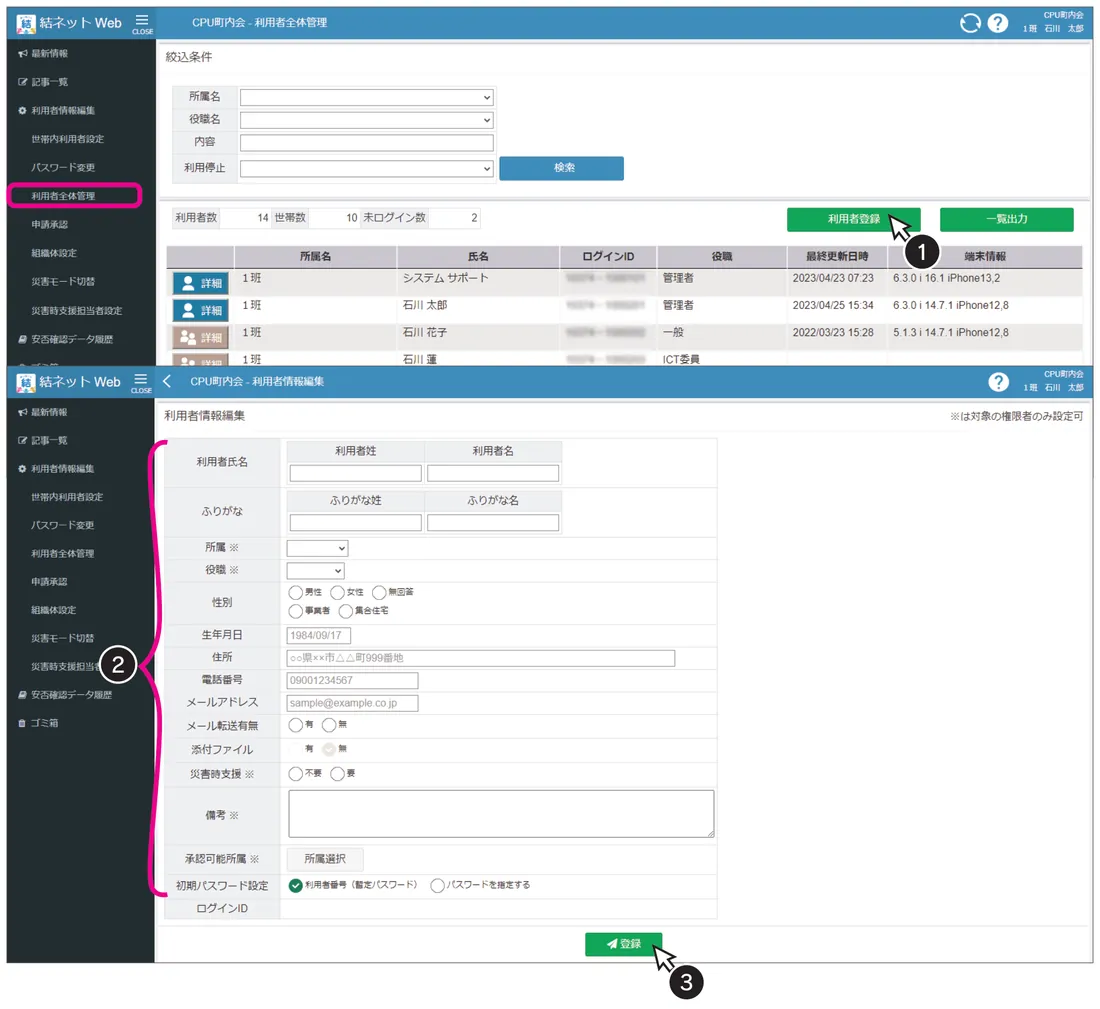 結ネット Web
CLOSE
CPU町内会 - 利用者全体管理
?
CPU町内会
1班 石川 太郎
最新情報
記事一覧
利用者情報編集
世帯内利用者設定
パスワード変更
利用者全体管理
申請承認
組織体設定
災害モード切替
災害時支援担当者設定
安否確認データ履歴
絞込条件
所属名
役職名
内容
利用停止
検索
利用者数 14 世帯数 10 未ログイン数 2
利用者登録
一覧出力
1
所属名 氏名 ログインID 役職 最終更新日時 端末情報
詳細 1班 システム サポート 管理者 2023/04/23 07:23 6.3.0 i 16.1 iPhone13,2
詳細 1班 石川 太郎 管理者 2023/04/25 15:34 6.3.0 i 14.7.1 iPhone12,8
詳細 1班 石川 花子 一般 2022/03/23 15:28 5.1.3 i 14.7.1 iPhone12,8
詳細 1班 石川 蓮 ICT委員
結ネット Web
CLOSE
CPU町内会 - 利用者情報編集
?
CPU町内会
1班 石川 太郎
最新情報
記事一覧
利用者情報編集
世帯内利用者設定
パスワード変更
利用者全体管理
申請承認
組織体設定
災害モード切替
災害時支援担当者
安否確認データ履歴
ゴミ箱
2
利用者情報編集
※は対象の権限者のみ設定可
利用者氏名
利用者姓 利用者名
ふりがな
ふりがな姓 ふりがな名
所属 ※
役職 ※
性別
男性 女性 無回答
事業者 集合住宅
生年月日 1984/09/17
住所 ○○県××市△△町999番地
電話番号 09001234567
メールアドレス sample@example.co.jp
メール転送有無 有 無
添付ファイル 有 無
災害時支援 ※ 不要 要
備考 ※
承認可能所属 ※ 所属選択
初期パスワード設定 利用者番号（暫定パスワード） パスワードを指定する
ログインID
登録
3